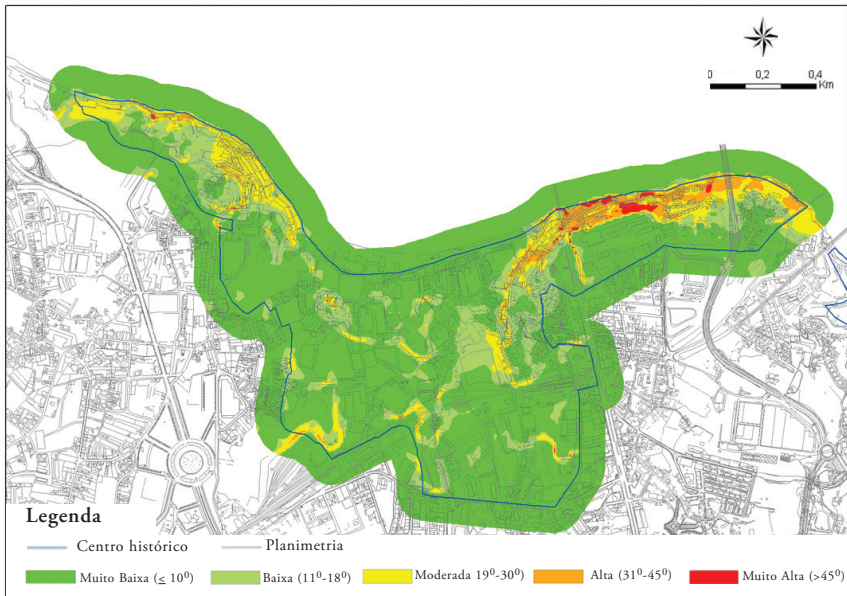 0 0,2 0,4
Km
Legenda
Centro histórico Planimetria
Muito Baixa (≤ 10⁰) Baixa (11⁰-18⁰) Moderada 19⁰-30⁰) Alta (31⁰-45⁰) Muito Alta (>45⁰)